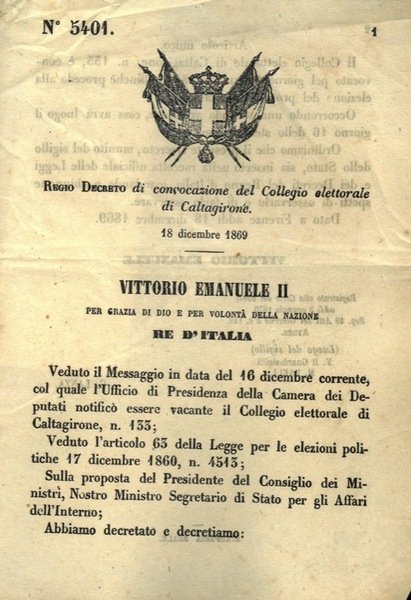 N° 5401.
1
REGIO DECRETO di convocazione del Collegio elettorale
di Caltagirone.
18 dicembre 1869
VITTORIO EMANUELE II
PER GRAZIA DI DIO E PER VOLONTÀ DELLA NAZIONE
RE D'ITALIA
Veduto il Messaggio in data del 16 dicembre corrente,
col quale l'Ufficio di Presidenza della Camera dei De-
putati notificò essere vacante il Collegio elettorale di
Caltagirone, n. 133;
Veduto l'articolo 63 della Legge per le elezioni poli-
tiche 17 dicembre 1860, n. 4513;
Sulla proposta del Presidente del Consiglio dei Mi-
nistri, Nostro Ministro Segretario di Stato per gli Affari
dell'Interno;
Abbiamo decretato e decretiamo: